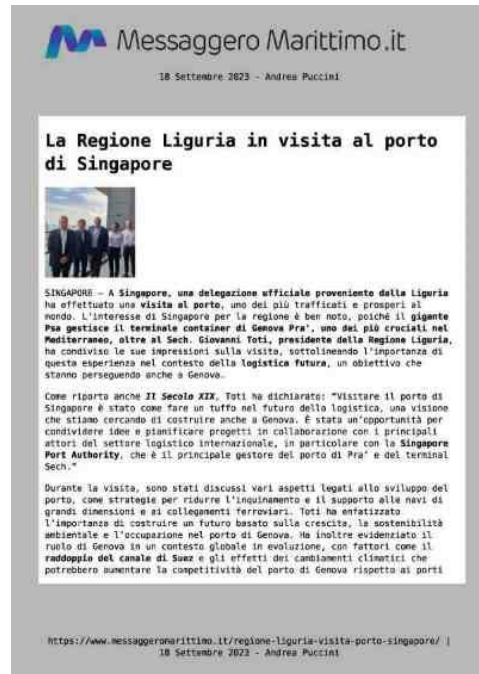 Messaggero Marittimo.it
18 Settembre 2023 - Andrea Puccini
La Regione Liguria in visita al porto
di Singapore
SINGAPORE – A Singapore, una delegazione ufficiale proveniente dalla Liguria
ha effettuato una visita al porto, uno dei più trafficati e prosperi al
mondo. L'interesse di Singapore per la regione è ben noto, poiché il gigante
Psa gestisce il terminale container di Genova Pra', uno dei più cruciali nel
Mediterraneo, oltre al Sech. Giovanni Toti, presidente della Regione Liguria,
ha condiviso le sue impressioni sulla visita, sottolineando l'importanza di
questa esperienza nel contesto della logistica futura, un obiettivo che
stanno perseguendo anche a Genova.
Come riporta anche Il Secolo XIX, Toti ha dichiarato: “Visitare il porto di
Singapore è stato come fare un tuffo nel futuro della logistica, una visione
che stiamo cercando di costruire anche a Genova. È stata un'opportunità per
condividere idee e pianificare progetti in collaborazione con i principali
attori del settore logistico internazionale, in particolare con la Singapore
Port Authority, che è il principale gestore del porto di Pra' e del terminal
Sech.”
Durante la visita, sono stati discussi vari aspetti legati allo sviluppo del
porto, come strategie per ridurre l'inquinamento e il supporto alle navi di
grandi dimensioni e ai collegamenti ferroviari. Toti ha enfatizzato
l'importanza di costruire un futuro basato sulla crescita, la sostenibilità
ambientale e l'occupazione nel porto di Genova. Ha inoltre evidenziato il
ruolo di Genova in un contesto globale in evoluzione, con fattori come il
raddoppio del canale di Suez e gli effetti dei cambiamenti climatici che
potrebbero aumentare la competitività del porto di Genova rispetto ai porti
https://www.messaggeromarittimo.it/regione-liguria-visita-porto-singapore/ |
18 Settembre 2023 - Andrea Puccini